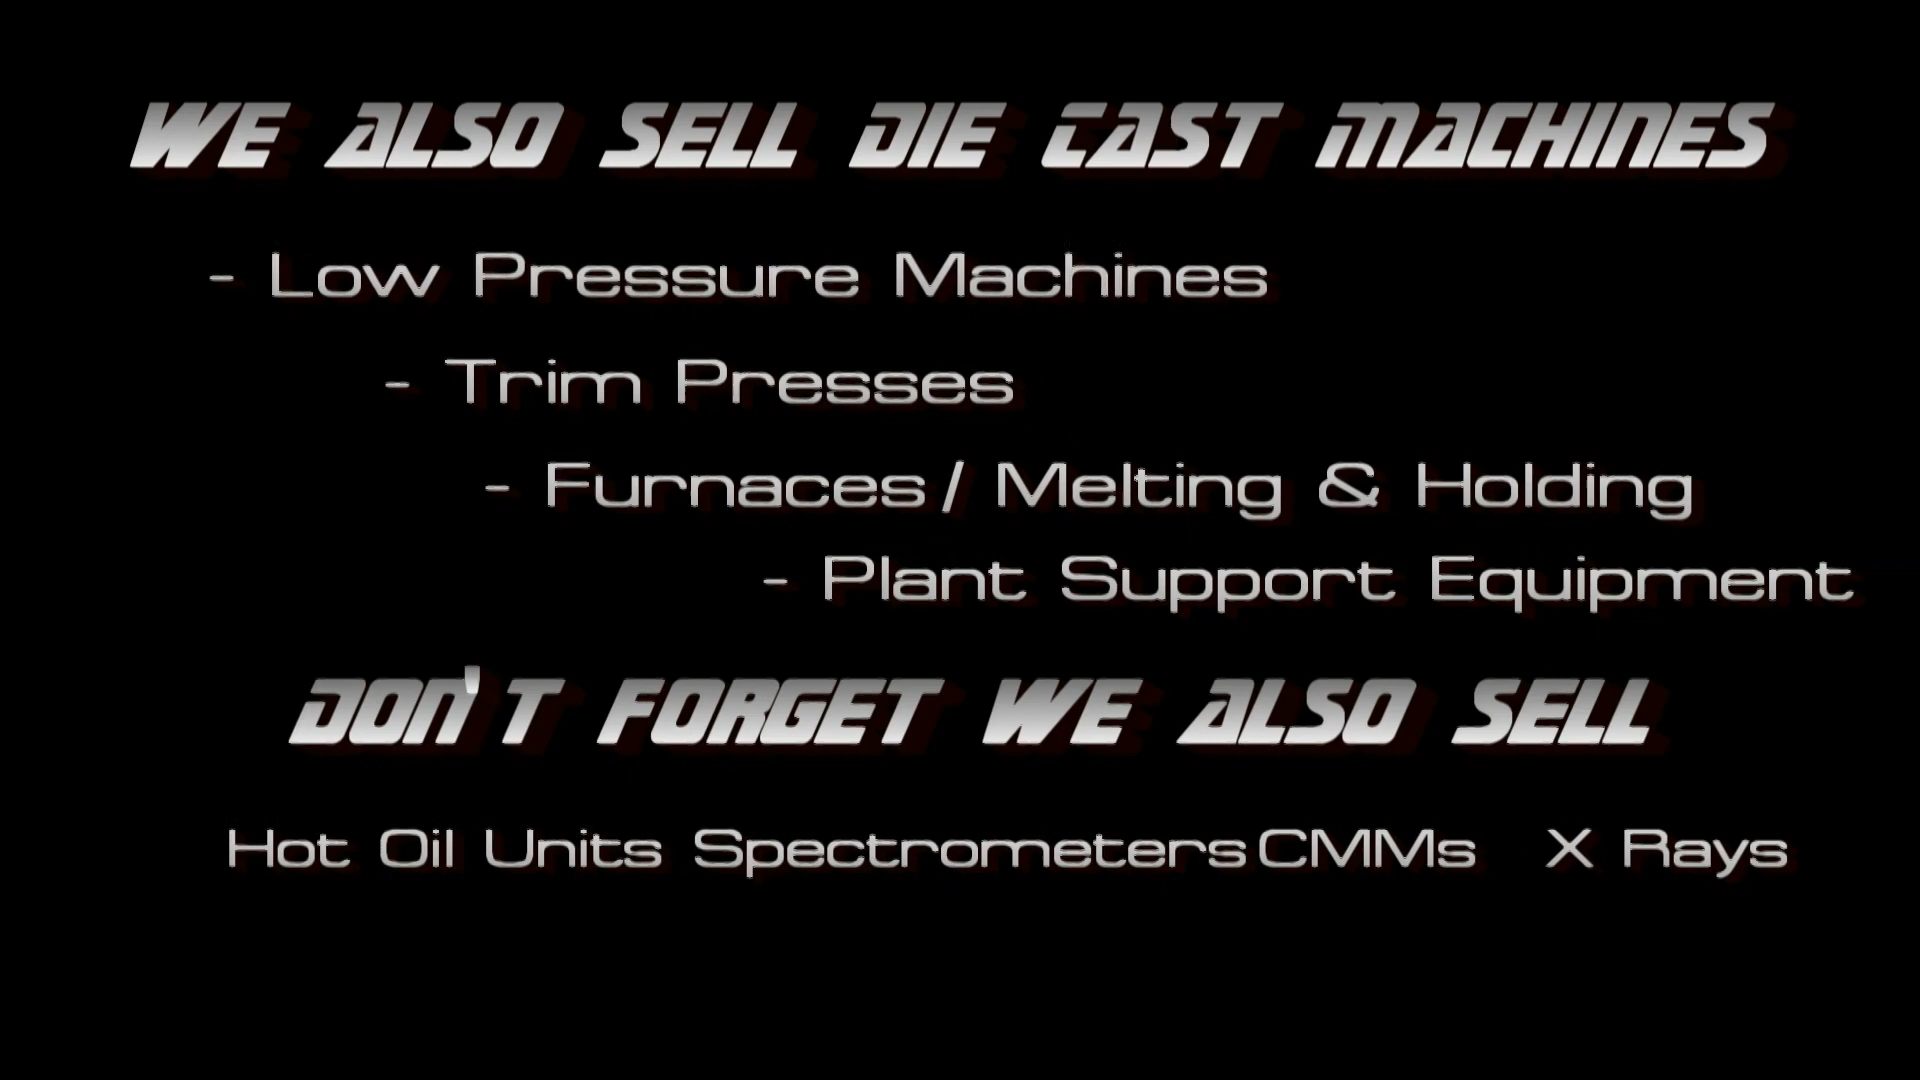 WE ALSO SELL DIE CAST MACHINES
- Low Pressure Machines
- Trim Presses
- Furnaces / Melting & Holding
- Plant Support Equipment
DON'T FORGET WE ALSO SELL
Hot Oil Units Spectrometers CMMs X Rays